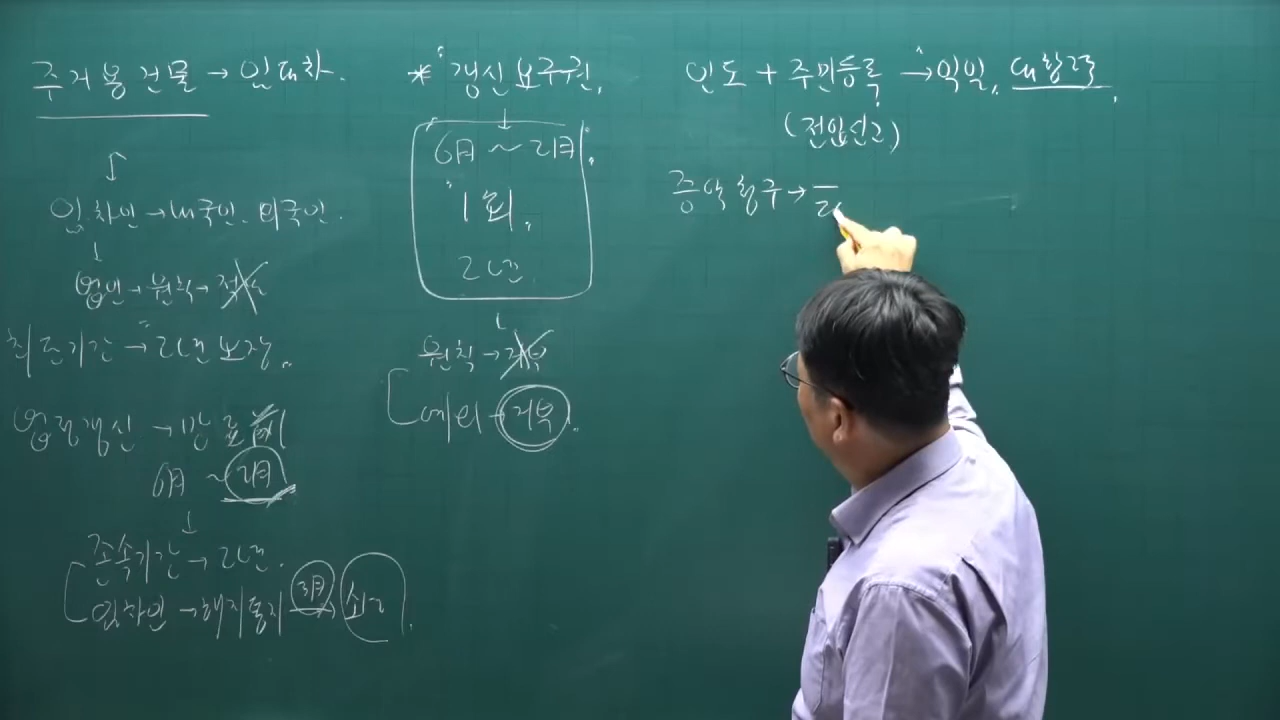 주거용건물 → 임대차.
임차인 → 내국인. 외국인.
법인 → 원칙 → 적용
최단기간 → 2년 보장.
법정갱신 → 만료前
6月 ~ 2月
존속기간 → 2년.
임차인 → 해지통지 3月 소멸
* 갱신요구권.
6月 ~ 2月.
1회.
2년.
원칙 → 거부
예외 → 거부.
인도 + 주민등록 → 익일. 대항력.
(전입신고)
증액청구 →